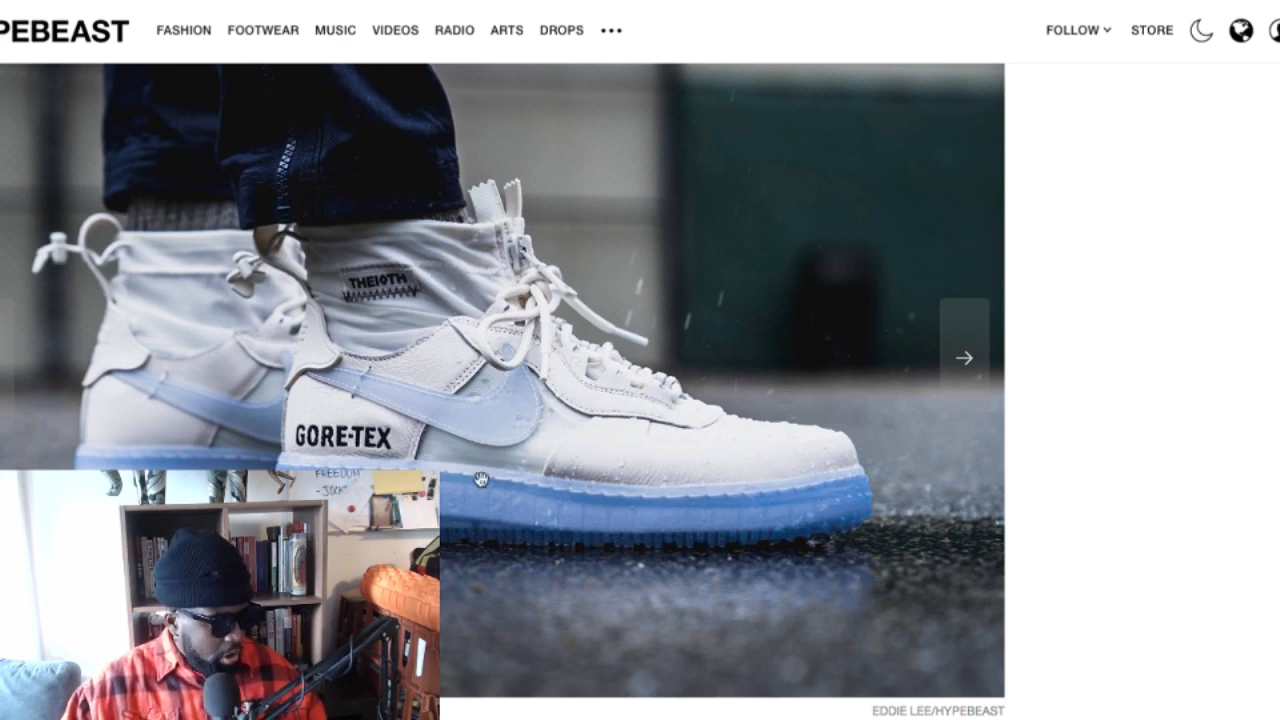 PEBEAST FASHION FOOTWEAR MUSIC VIDEOS RADIO ARTS DROPS ••• FOLLOW STORE
THE10TH
GORE-TEX
FREEDOM
EDDIE LEE/HYPEBEAST